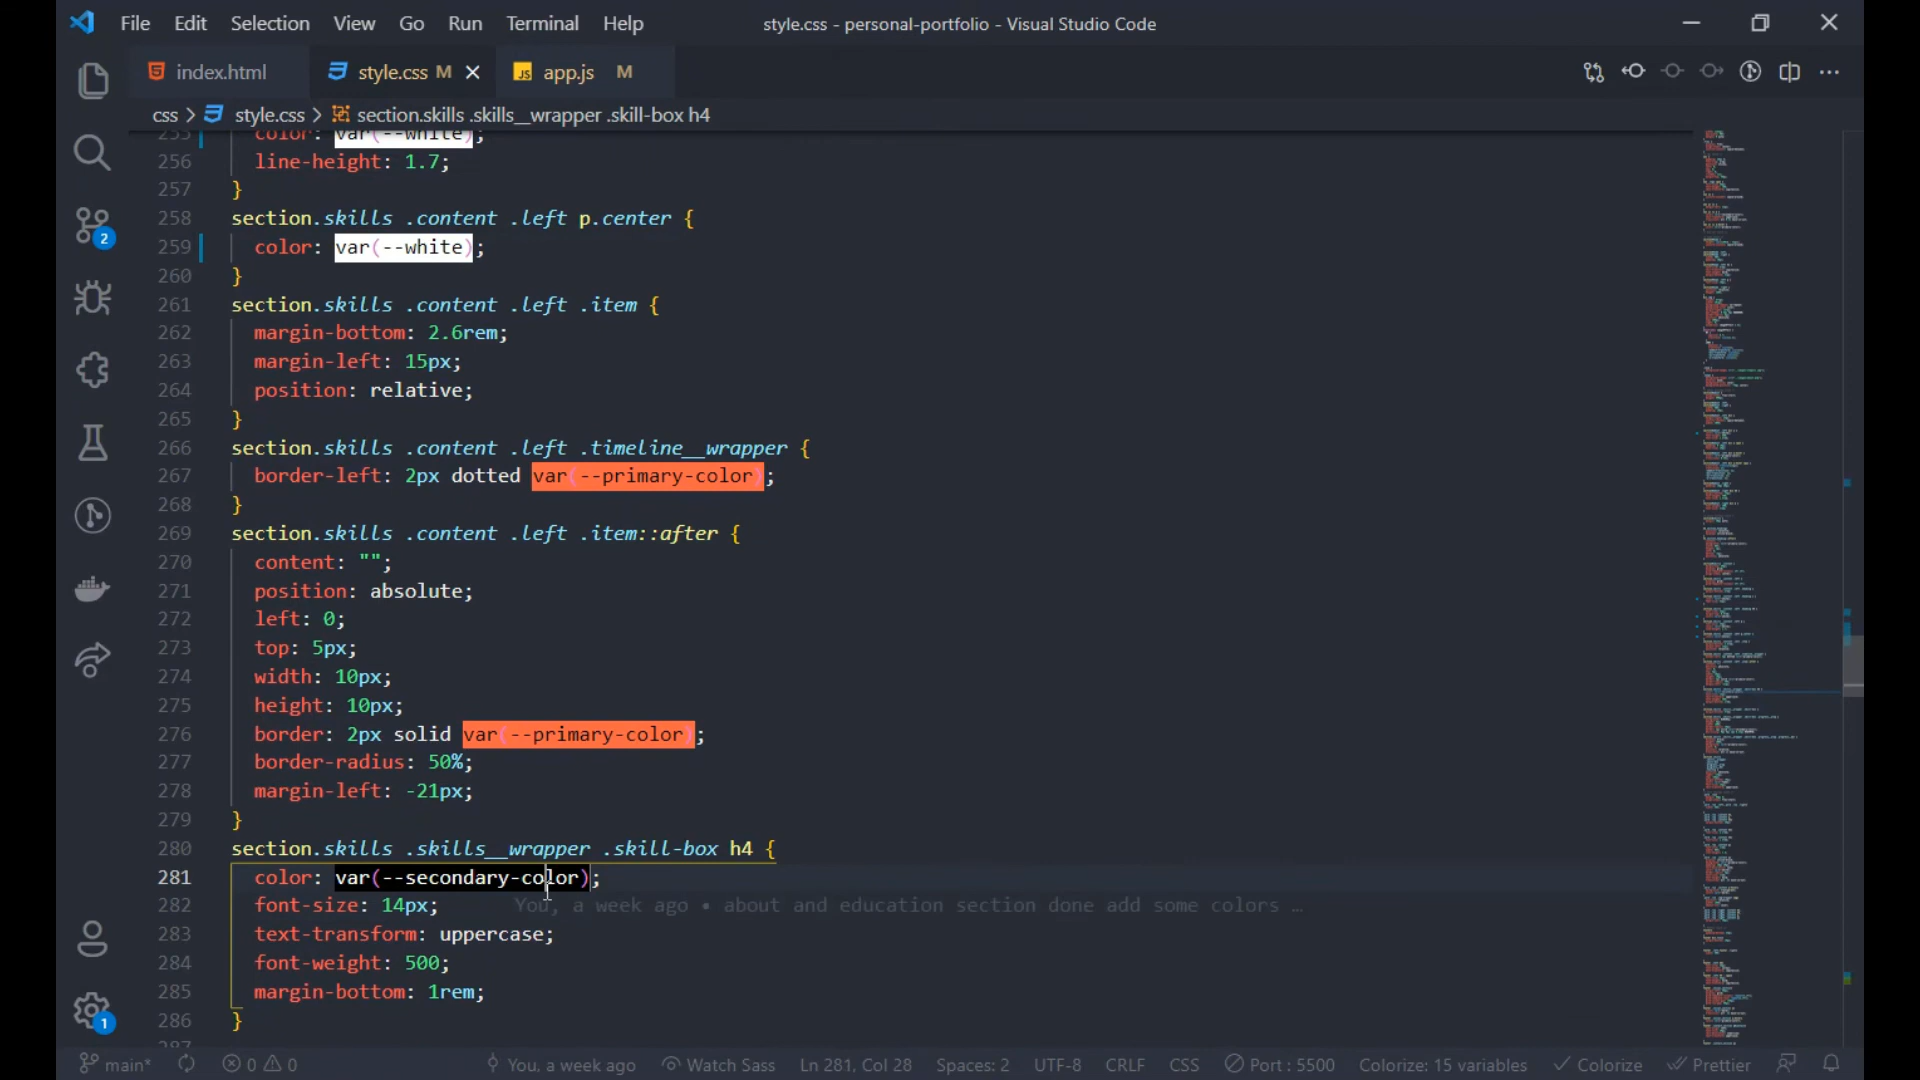 File Edit Selection View Go Run Terminal Help style.css - personal-portfolio - Visual Studio Code
index.html style.css M app.js M
css > style.css > section.skills .skills__wrapper .skill-box h4
255 color: var(--white);
256 line-height: 1.7;
257 }
258 section.skills .content .left p.center {
259 color: var(--white);
260 }
261 section.skills .content .left .item {
262 margin-bottom: 2.6rem;
263 margin-left: 15px;
264 position: relative;
265 }
266 section.skills .content .left .timeline__wrapper {
267 border-left: 2px dotted var(--primary-color);
268 }
269 section.skills .content .left .item::after {
270 content: "";
271 position: absolute;
272 left: 0;
273 top: 5px;
274 width: 10px;
275 height: 10px;
276 border: 2px solid var(--primary-color);
277 border-radius: 50%;
278 margin-left: -21px;
279 }
280 section.skills .skills__wrapper .skill-box h4 {
281 color: var(--secondary-color);
282 font-size: 14px; You, a week ago • about and education section done add some colors …
283 text-transform: uppercase;
284 font-weight: 500;
285 margin-bottom: 1rem;
286 }
287
2
1
main* 0 0 You, a week ago Watch Sass Ln 281, Col 28 Spaces: 2 UTF-8 CRLF CSS Port : 5500 Colorize: 15 variables Colorize Prettier